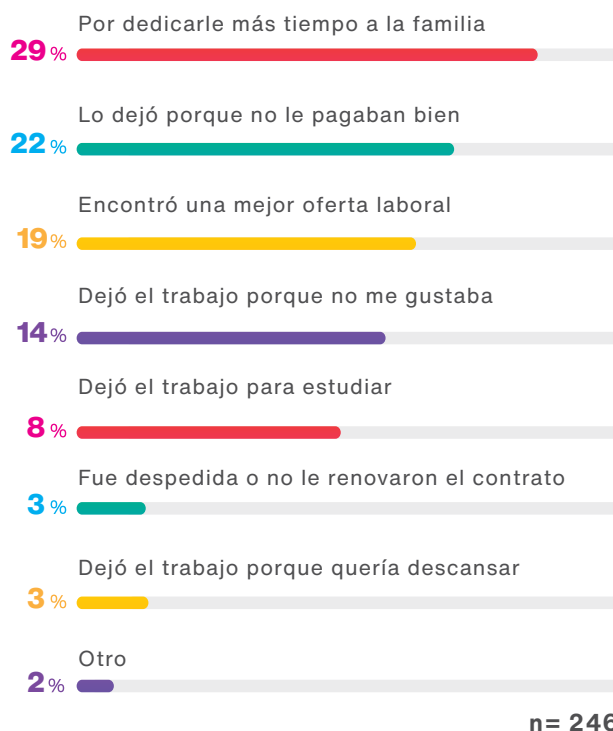 Por dedicarle más tiempo a la familia
29%
Lo dejó porque no le pagaban bien
22%
Encontró una mejor oferta laboral
19%
Dejó el trabajo porque no me gustaba
14%
Dejó el trabajo para estudiar
8%
Fue despedida o no le renovaron el contrato
3%
Dejó el trabajo porque quería descansar
3%
Otro
2%
n= 246